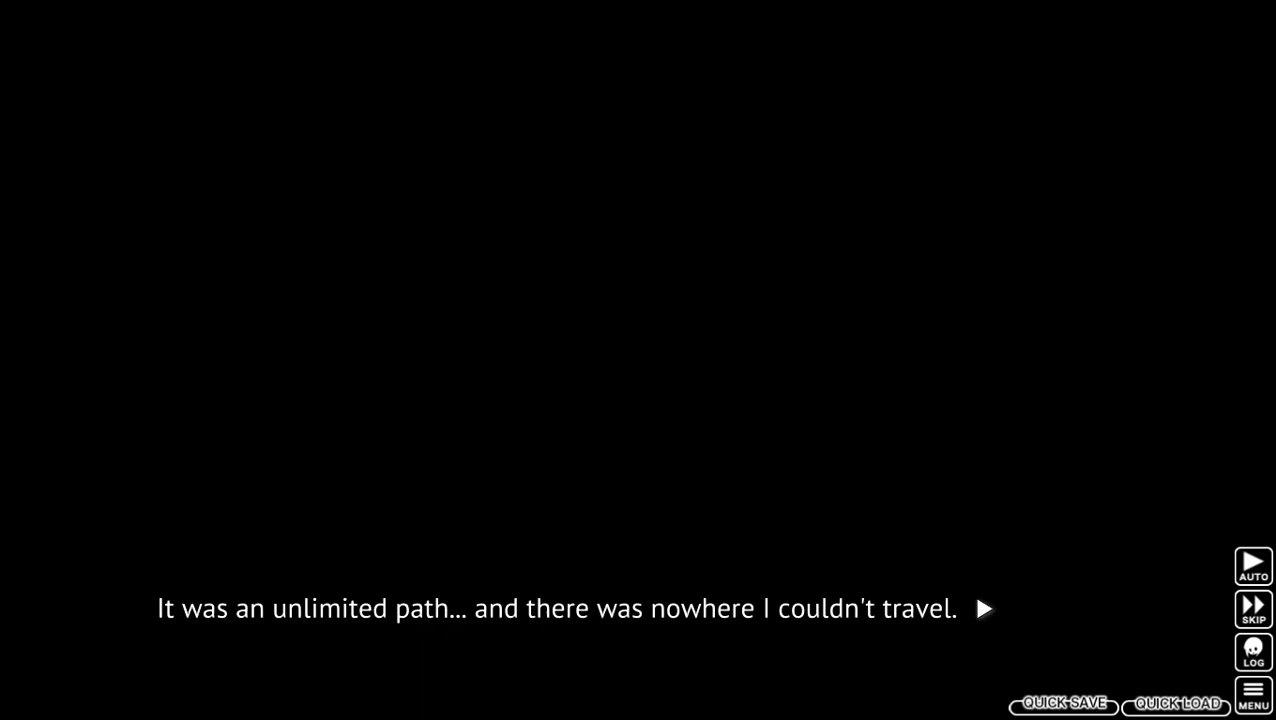 It was an unlimited path... and there was nowhere I couldn't travel.
AUTO
SKIP
LOG
MENU
QUICK SAVE QUICK LOAD